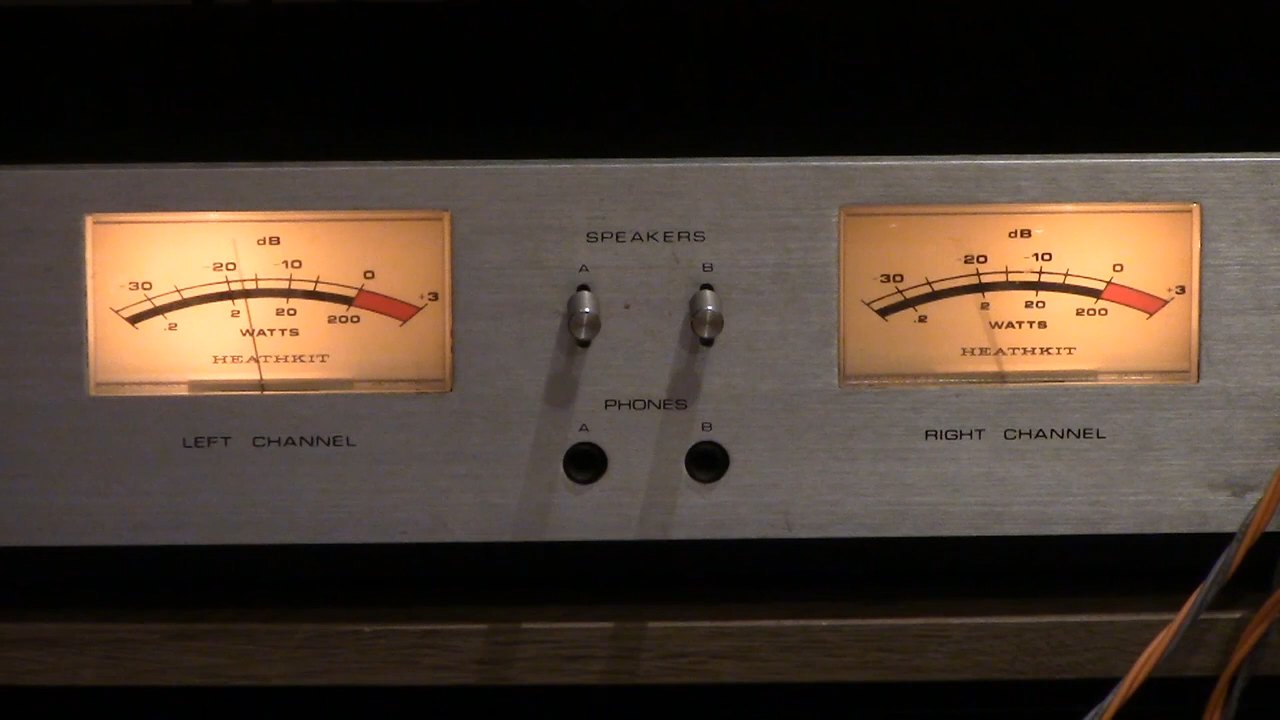 dB
-30 -20 -10 0 +3
.2 2 20 200
WATTS
HEATHKIT
LEFT CHANNEL
SPEAKERS
A B
PHONES
A B
dB
-30 -20 -10 0 +3
.2 2 20 200
WATTS
HEATHKIT
RIGHT CHANNEL